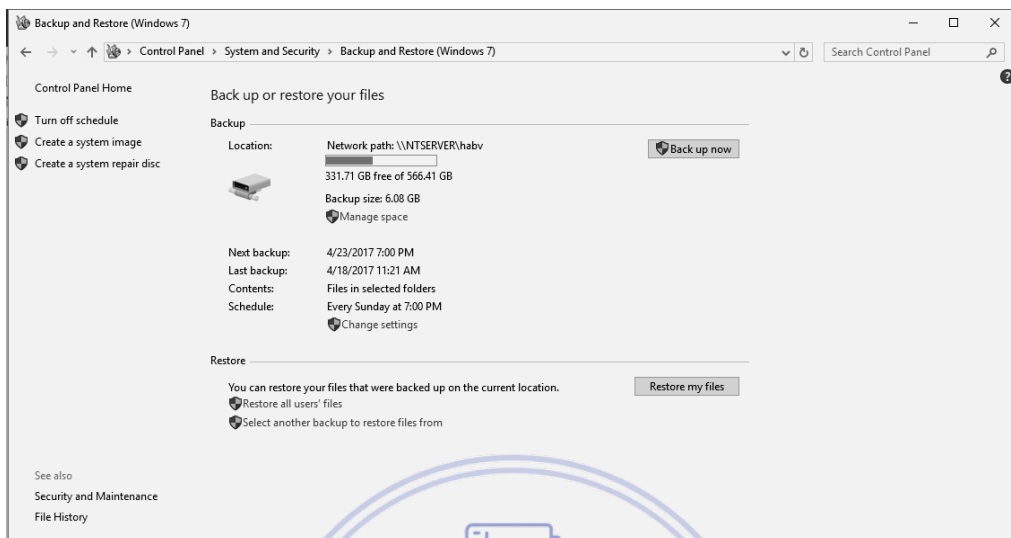 Backup and Restore (Windows 7)
Control Panel > System and Security > Backup and Restore (Windows 7)
Search Control Panel
Control Panel Home
Turn off schedule
Create a system image
Create a system repair disc
Back up or restore your files
Backup
Location: Network path: \\NTSERVER\habv
Back up now
331.71 GB free of 566.41 GB
Backup size: 6.08 GB
Manage space
Next backup: 4/23/2017 7:00 PM
Last backup: 4/18/2017 11:21 AM
Contents: Files in selected folders
Schedule: Every Sunday at 7:00 PM
Change settings
Restore
You can restore your files that were backed up on the current location.
Restore my files
Restore all users' files
Select another backup to restore files from
See also
Security and Maintenance
File History